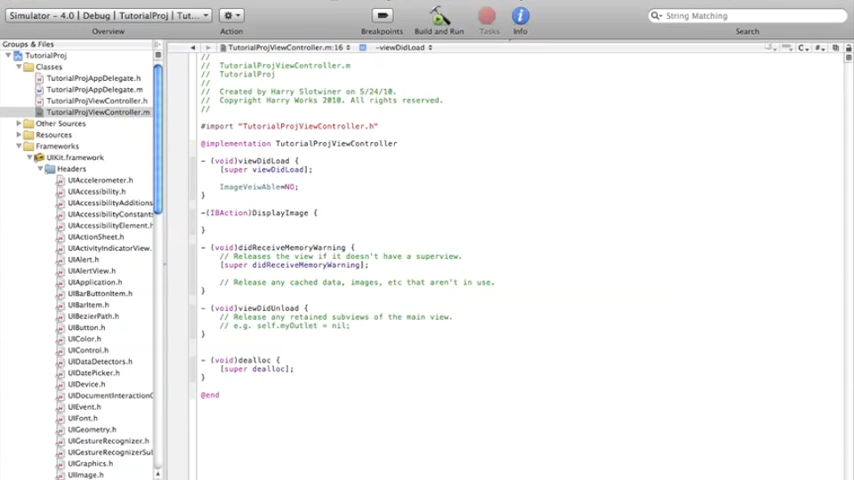 Simulator - 4.0 | Debug | TutorialProj | Tut...
String Matching
Overview
Breakpoints
Build and Run
Tasks
Info
Groups & Files
TutorialProjViewController.m:16
-viewDidLoad
C
#
TutorialProj
Classes
TutorialProjAppDelegate.h
TutorialProjAppDelegate.m
TutorialProjViewController.h
TutorialProjViewController.m
Other Sources
Resources
Frameworks
UIKit.framework
Headers
UIAccelerometer.h
UIAccessibility.h
UIAccessibilityAdditions
UIAccessibilityConstants
UIAccessibilityElement.h
UIActionSheet.h
UIActivityIndicatorView.
UIAlert.h
UIAlertView.h
UIApplication.h
UIBarButtonItem.h
UIBarItem.h
UIBezierPath.h
UIButton.h
UIColor.h
UIControl.h
UIDataDetectors.h
UIDatePicker.h
UIDevice.h
UIDocumentInteractionC
UIEvent.h
UIFont.h
UIGeometry.h
UIGestureRecognizer.h
UIGestureRecognizerSub
UIGraphics.h
UIImage.h
//
// TutorialProjViewController.m
// TutorialProj
//
// Created by Harry Slotwiner on 5/24/10.
// Copyright Harry Works 2010. All rights reserved.
//
#import "TutorialProjViewController.h"
@implementation TutorialProjViewController
- (void)viewDidLoad {
[super viewDidLoad];
ImageVeiwAble=NO;
}
-(IBAction)DisplayImage {
}
- (void)didReceiveMemoryWarning {
// Releases the view if it doesn't have a superview.
[super didReceiveMemoryWarning];
// Release any cached data, images, etc that aren't in use.
}
- (void)viewDidUnload {
// Release any retained subviews of the main view.
// e.g. self.myOutlet = nil;
}
- (void)dealloc {
[super dealloc];
}
@end